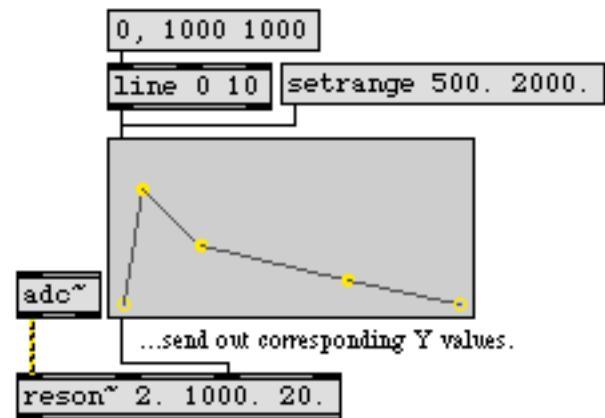 0, 1000 1000
line 0 10
setrange 500. 2000.
adc~
...send out corresponding Y values.
reson~ 2. 1000. 20.